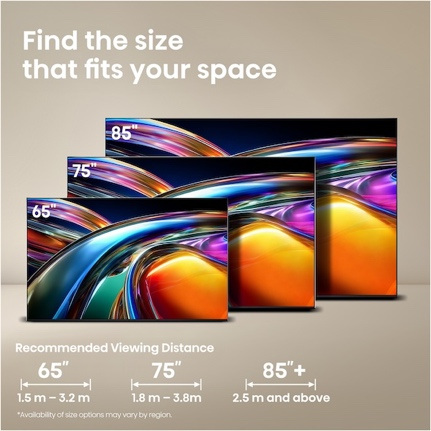 Find the size
that fits your space
85"
75"
65"
Recommended Viewing Distance
65" 75" 85"+
1.5 m – 3.2 m 1.8 m – 3.8m 2.5 m and above
*Availability of size options may vary by region.